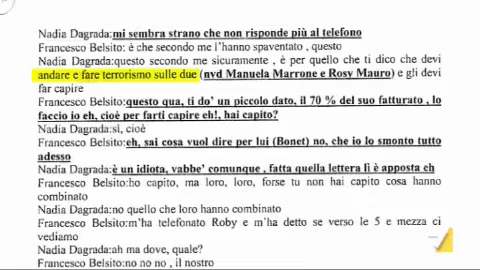 Nadia Dagrada:mi sembra strano che non risponde più al telefono
Francesco Belsito: è che secondo me l'hanno spaventato , questo
Nadia Dagrada:questo secondo me sicuramente , è per quello che ti dico che devi
andare e fare terrorismo sulle due (nvd Manuela Marrone e Rosy Mauro) e gli devi
far capire
Francesco Belsito:questo qua, ti do' un piccolo dato, il 70 % del suo fatturato , lo
faccio io eh, cioè per farti capire eh!, hai capito?
Nadia Dagrada:sì, cioè
Francesco Belsito:eh, sai cosa vuol dire per lui (Bonet) no, che io lo smonto tutto
adesso
Nadia Dagrada:è un idiota, vabbe' comunque , fatta quella lettera lì è apposta eh
Francesco Belsito:ho capito, ma loro, loro, forse tu non hai capito cosa hanno
combinato
Nadia Dagrada:no quello che loro hanno combinato
Francesco Belsito:m'ha telefonato Roby e m'ha detto se verso le 5 e mezza ci
vediamo
Nadia Dagrada:ah ma dove, quale?
Francesco Belsito:no no no , il nostro